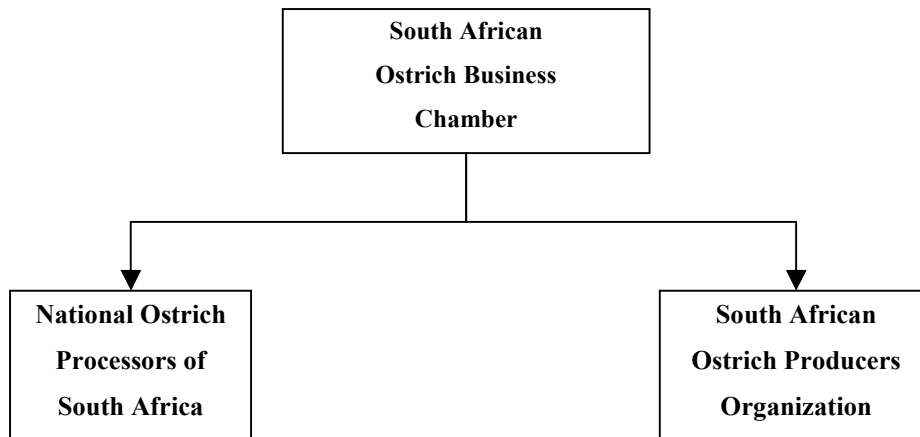 South African
Ostrich Business
Chamber
National Ostrich
Processors of
South Africa
South African
Ostrich Producers
Organization